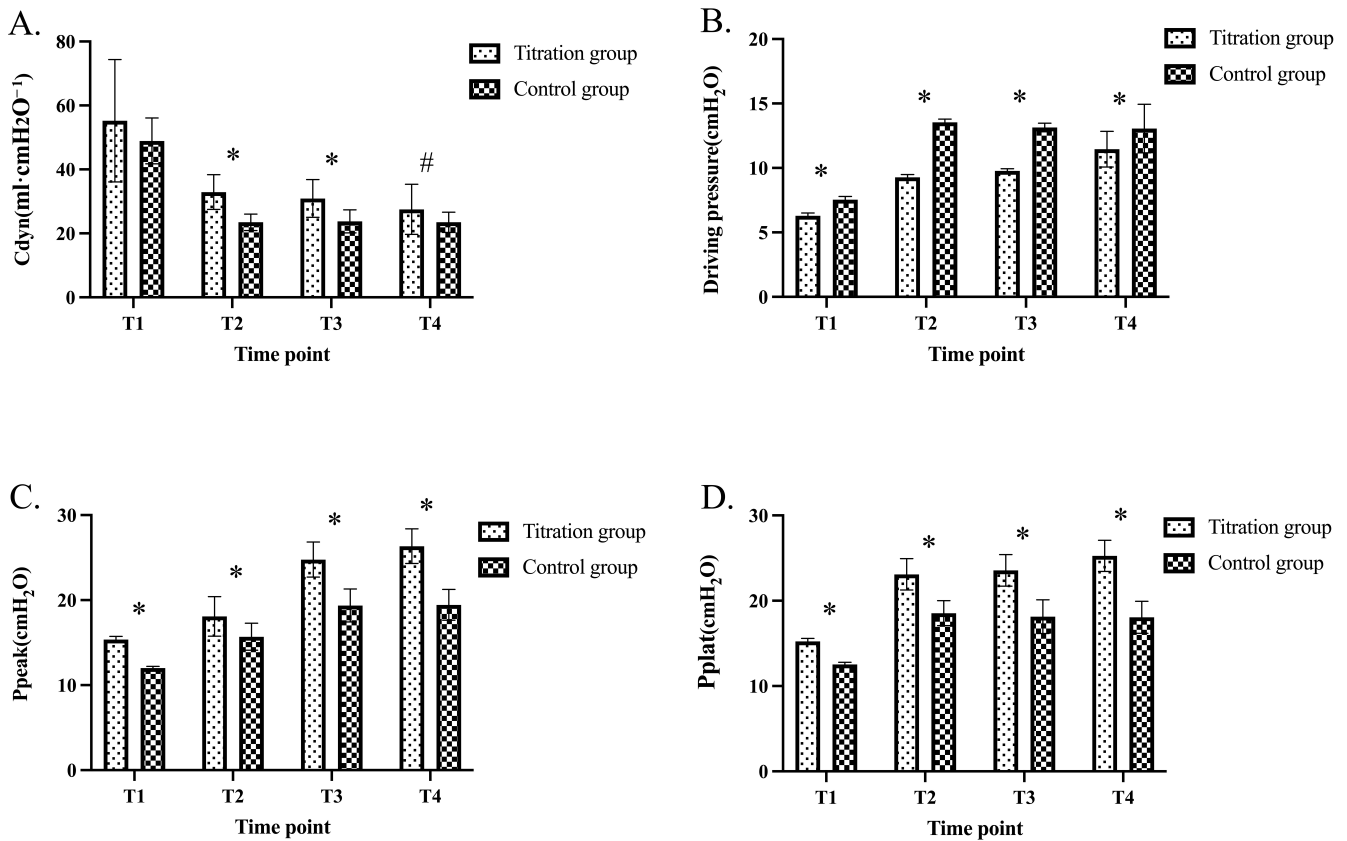 A.
Cdyn(ml·cmH2O⁻¹)
80
60
40
20
0
* * #
T1 T2 T3 T4
Time point
Titration group
Control group
B.
Driving pressure(cmH₂O)
20
15
10
5
0
* * * *
T1 T2 T3 T4
Time point
Titration group
Control group
C.
Ppeak(cmH₂O)
30
20
10
0
* * * *
T1 T2 T3 T4
Time point
Titration group
Control group
D.
Pplat(cmH₂O)
30
20
10
0
* * * *
T1 T2 T3 T4
Time point
Titration group
Control group